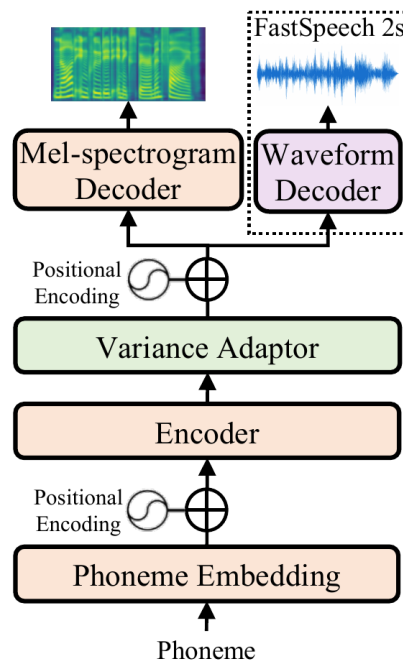 FastSpeech 2s
Mel-spectrogram
Decoder
Waveform
Decoder
Positional
Encoding
Variance Adaptor
Encoder
Positional
Encoding
Phoneme Embedding
Phoneme